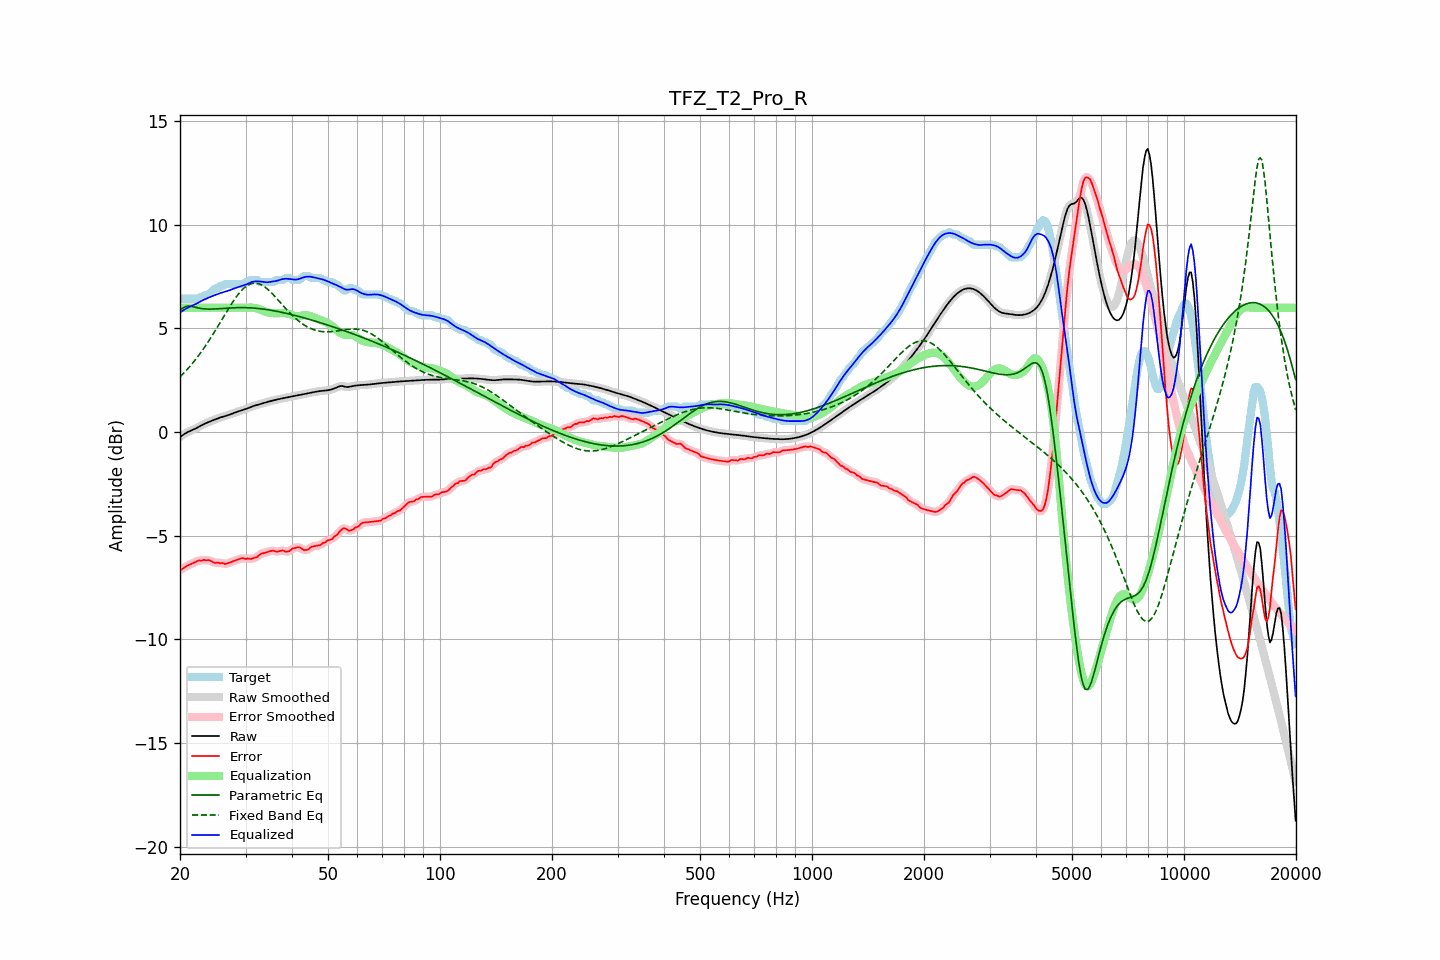 TFZ_T2_Pro_R
15
10
5
0
−5
−10
−15
−20
Amplitude (dBr)
Target
Raw Smoothed
Error Smoothed
Raw
Error
Equalization
Parametric Eq
Fixed Band Eq
Equalized
20 50 100 200 500 1000 2000 5000 10000 20000
Frequency (Hz)